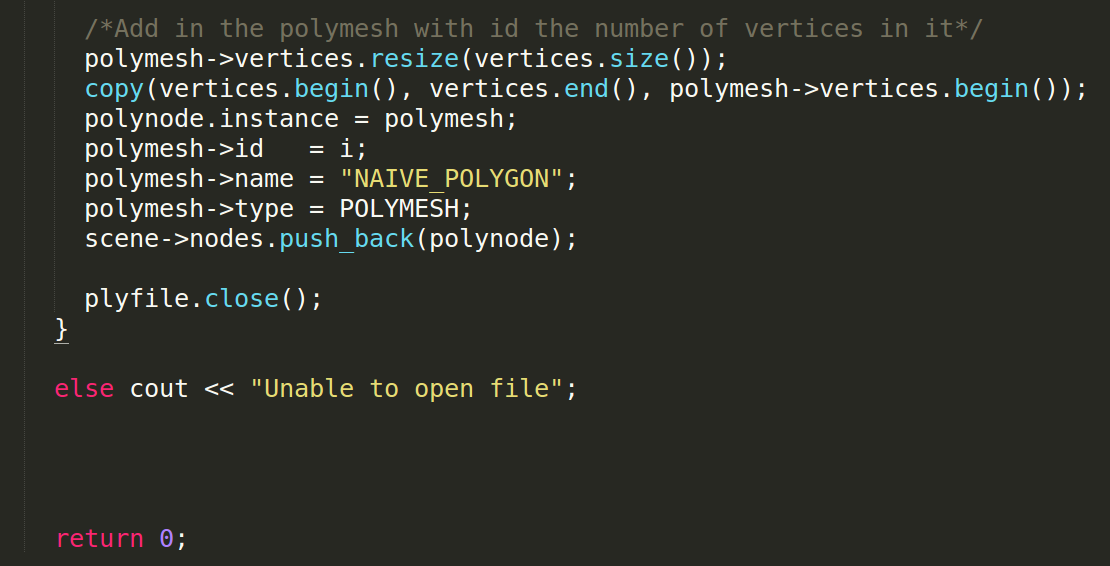 /*Add in the polymesh with id the number of vertices in it*/
polymesh->vertices.resize(vertices.size());
copy(vertices.begin(), vertices.end(), polymesh->vertices.begin());
polynode.instance = polymesh;
polymesh->id   = i;
polymesh->name = "NAIVE_POLYGON";
polymesh->type = POLYMESH;
scene->nodes.push_back(polynode);
plyfile.close();
}
else cout << "Unable to open file";
return 0;